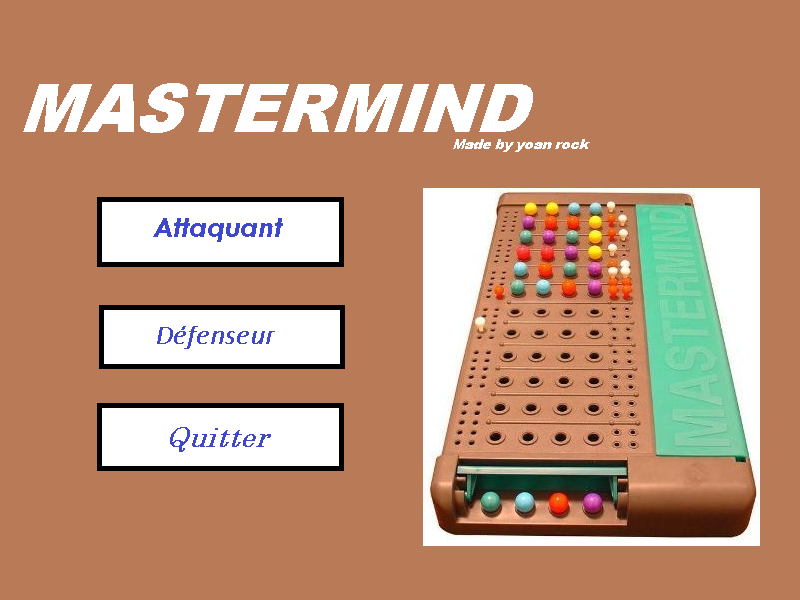 MASTERMIND
Made by yoan rock
Attaquant
Défenseur
Quitter
MASTERMIND